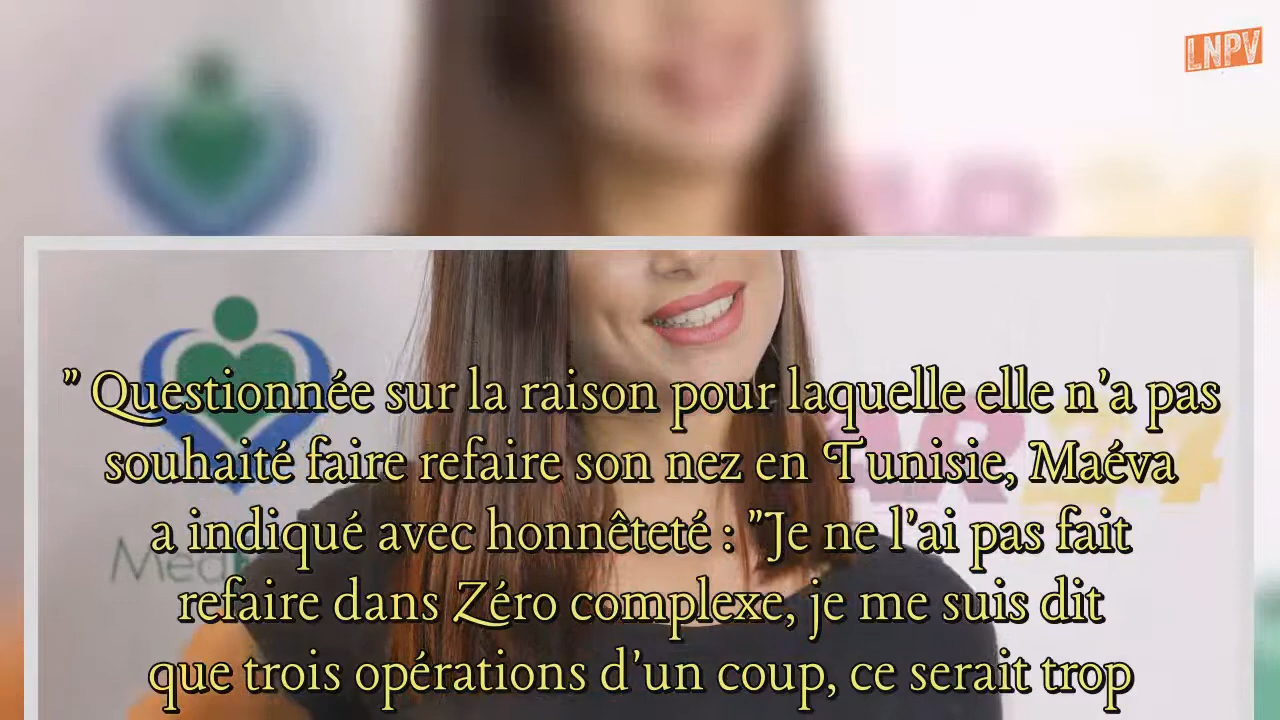 LNPV
" Questionnée sur la raison pour laquelle elle n'a pas
souhaité faire refaire son nez en Tunisie, Maéva
a indiqué avec honnêteté : "Je ne l'ai pas fait
refaire dans Zéro complexe, je me suis dit
que trois opérations d'un coup, ce serait trop